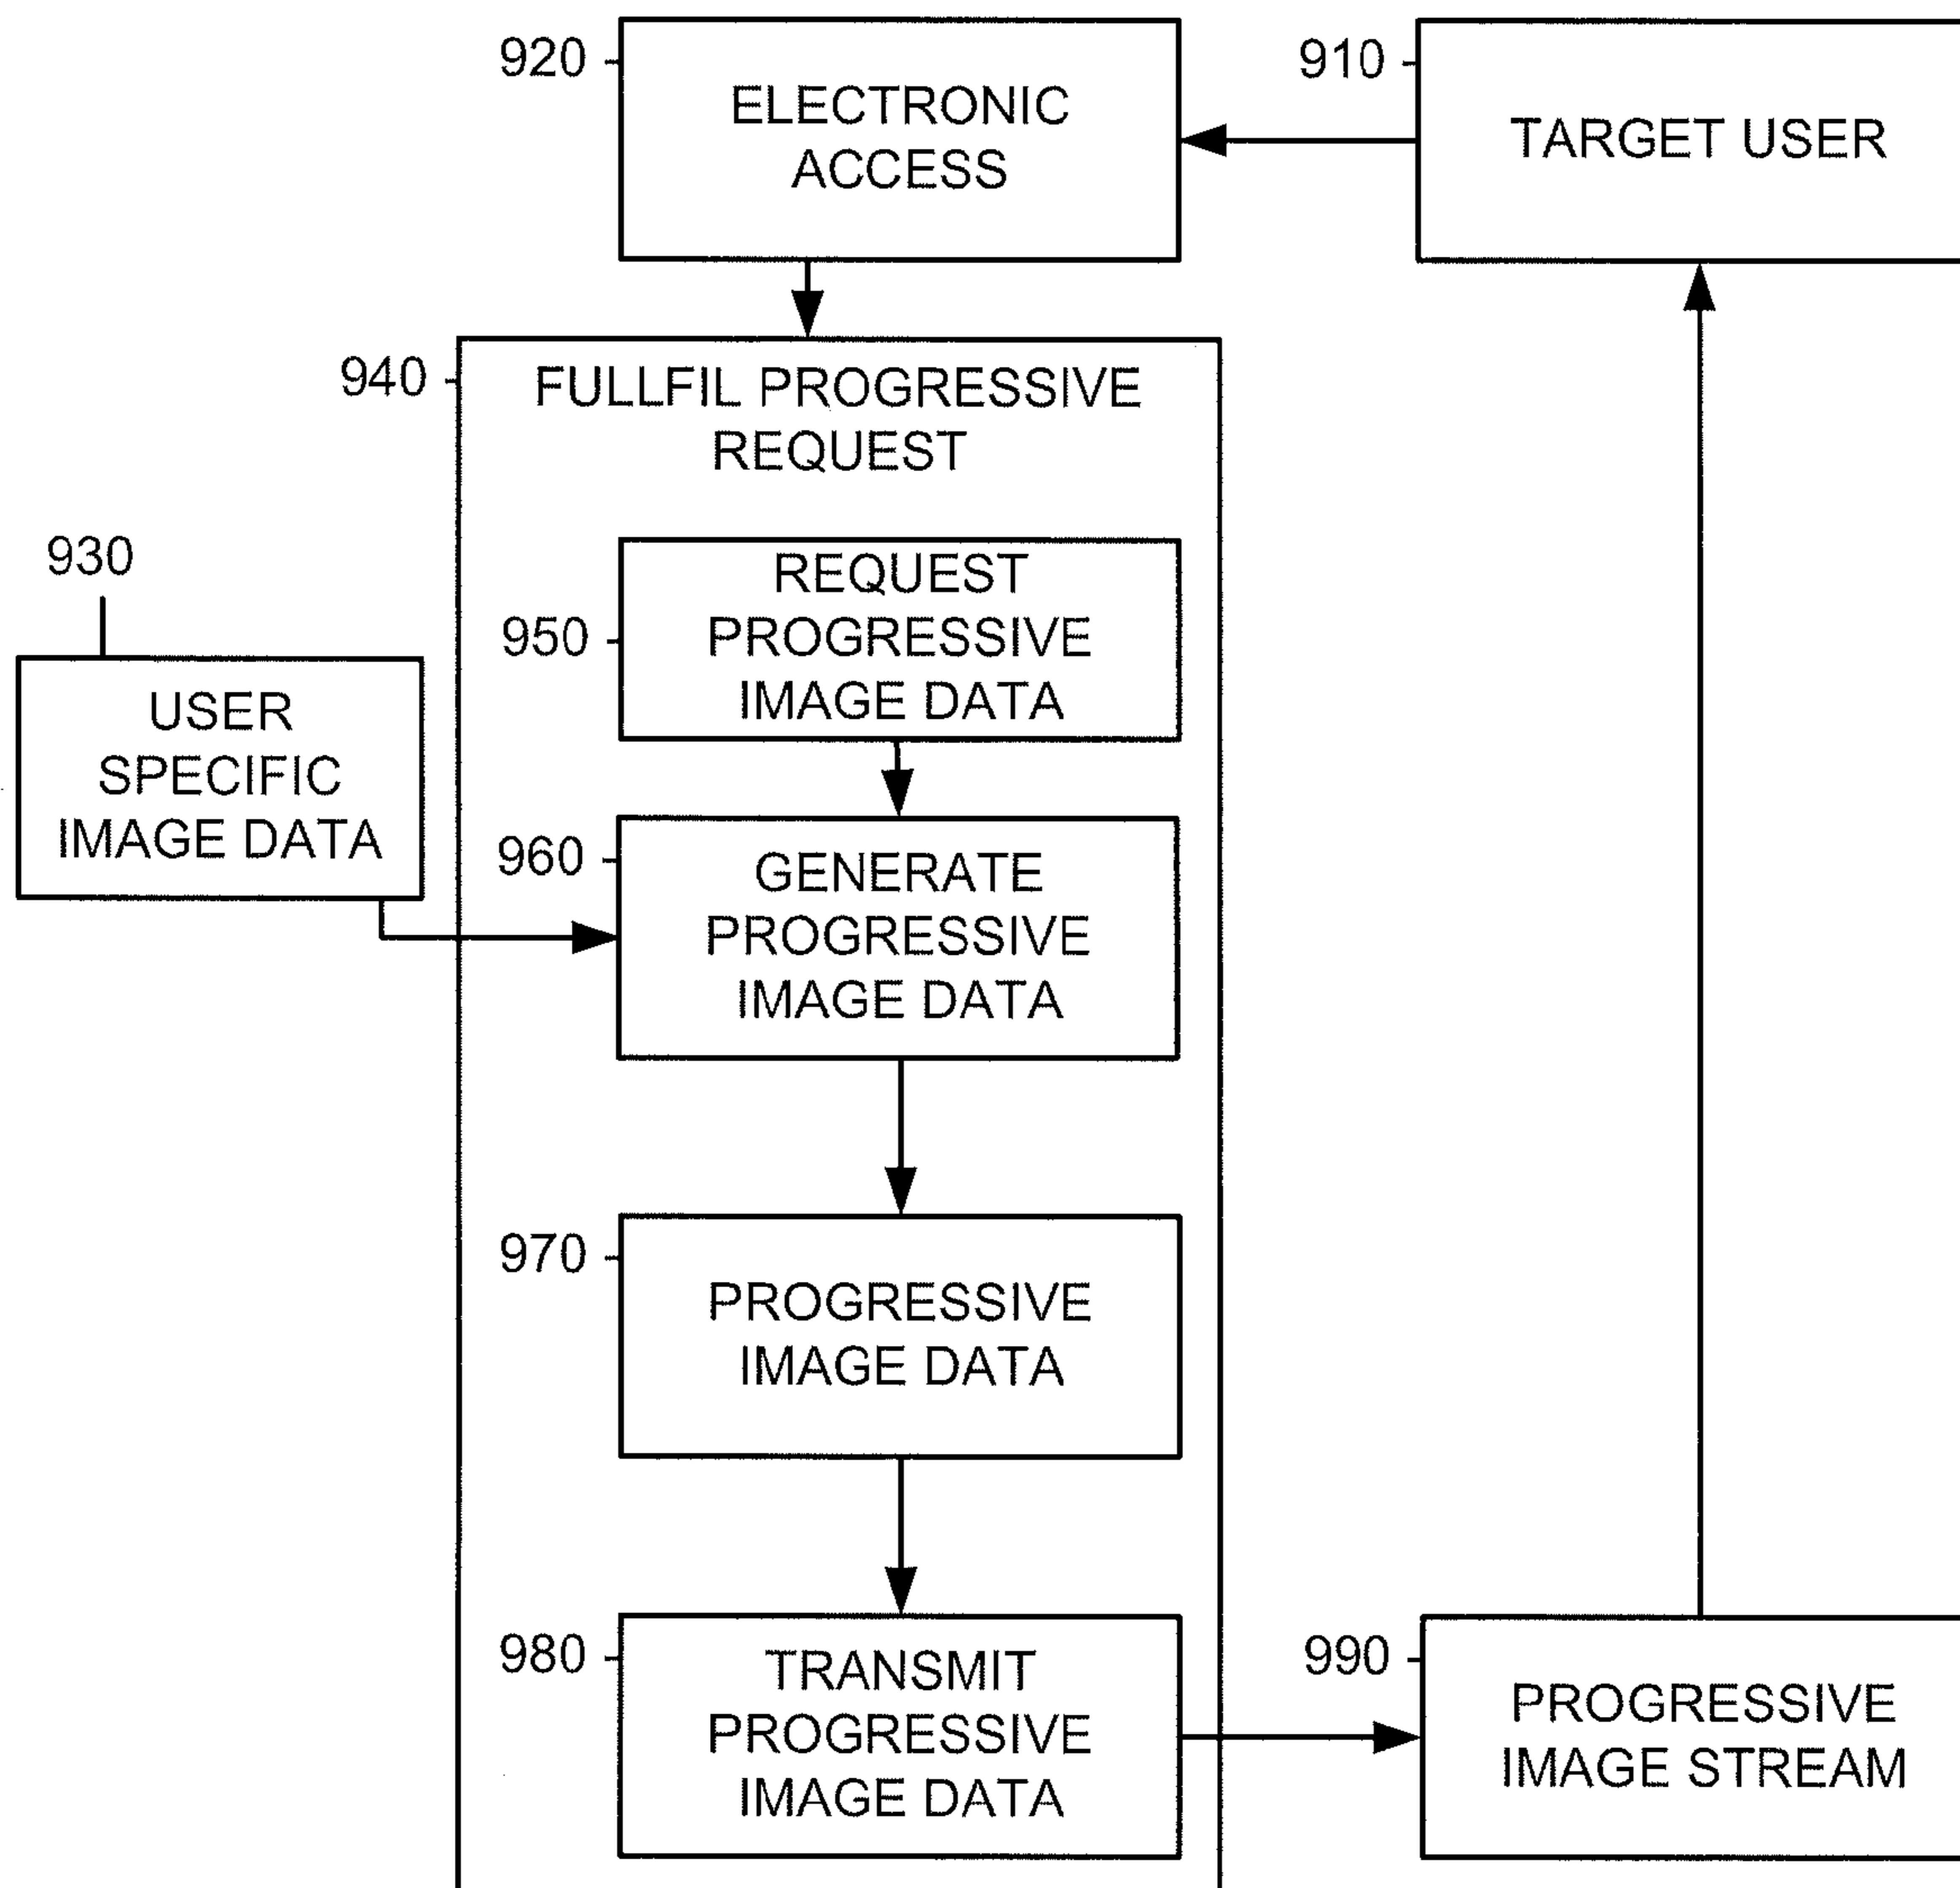 920
ELECTRONIC
ACCESS
910
TARGET USER
940
FULLFIL PROGRESSIVE
REQUEST
930
USER
SPECIFIC
IMAGE DATA
950
REQUEST
PROGRESSIVE
IMAGE DATA
960
GENERATE
PROGRESSIVE
IMAGE DATA
970
PROGRESSIVE
IMAGE DATA
980
TRANSMIT
PROGRESSIVE
IMAGE DATA
990
PROGRESSIVE
IMAGE STREAM